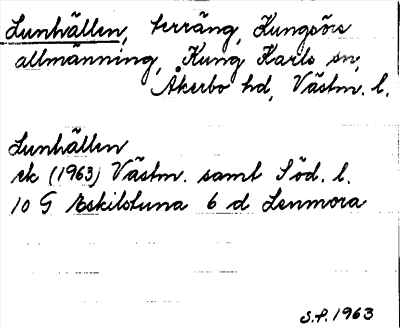 Lunhällen, terräng, Kungsörs
allmänning, Kung Karls sn,
Åkerbo hd, Västm. l.
Lunhällen
ek (1963) Västm. samt Söd. l.
10 G Eskilstuna 6 d Lenmora
S.P. 1963